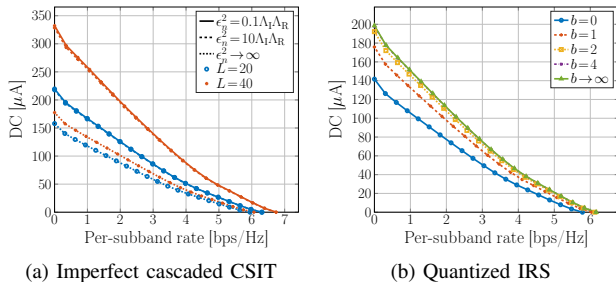 350
300
250
200
150
100
50
0
DC [μA]
0 1 2 3 4 5 6 7
Per-subband rate [bps/Hz]
ϵ_n^2=0.1Λ_IΛ_R
ϵ_n^2=10Λ_IΛ_R
ϵ_n^2→∞
L=20
L=40
(a) Imperfect cascaded CSIT
200
180
160
140
120
100
80
60
40
20
0
DC [μA]
0 1 2 3 4 5 6
Per-subband rate [bps/Hz]
b=0
b=1
b=2
b=4
b→∞
(b) Quantized IRS